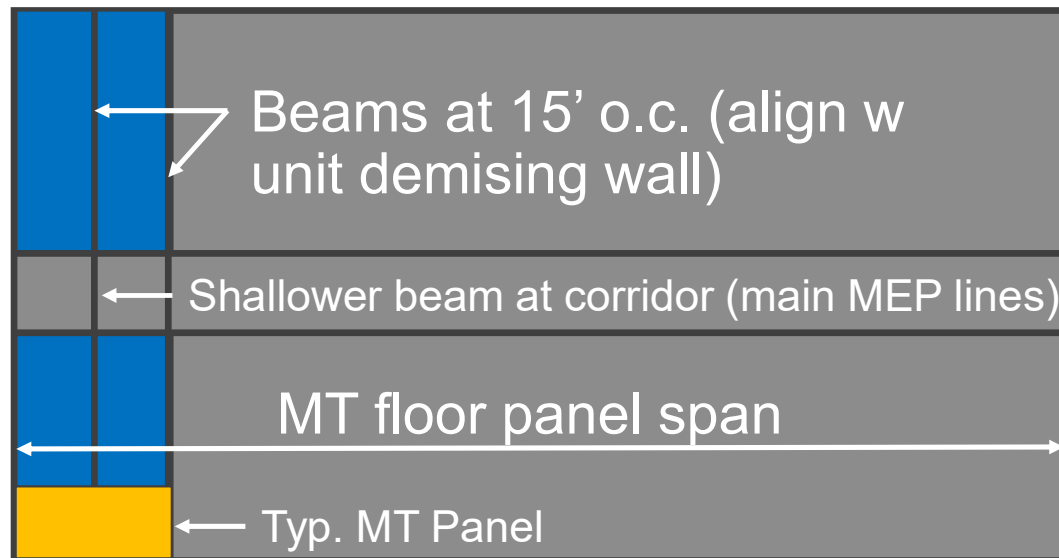 Beams at 15’ o.c. (align w
unit demising wall)
Shallower beam at corridor (main MEP lines)
MT floor panel span
Typ. MT Panel